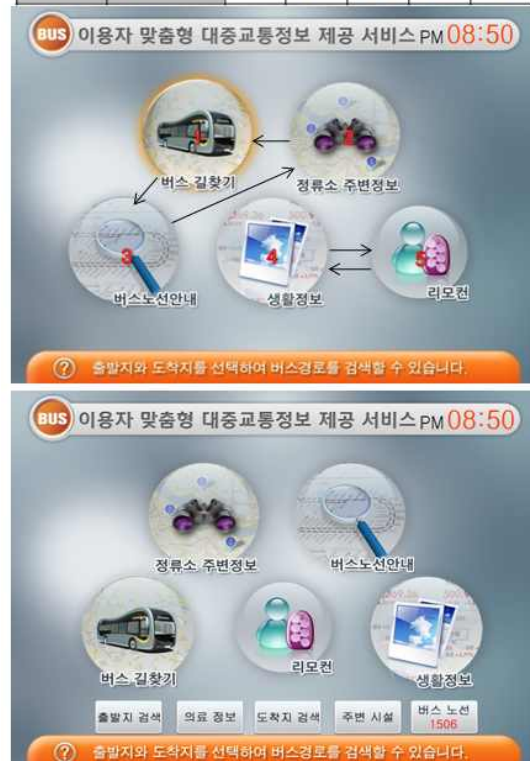 BUS 이용자 맞춤형 대중교통정보 제공 서비스 PM 08:50
1
2
버스 길찾기
정류소 주변정보
3
4
5
버스노선안내
생활정보
리모컨
? 출발지와 도착지를 선택하여 버스경로를 검색할 수 있습니다.
BUS 이용자 맞춤형 대중교통정보 제공 서비스 PM 08:50
정류소 주변정보
버스노선안내
버스 길찾기
리모컨
생활정보
출발지 검색
의료 정보
도착지 검색
주변 시설
버스 노선
1506
? 출발지와 도착지를 선택하여 버스경로를 검색할 수 있습니다.